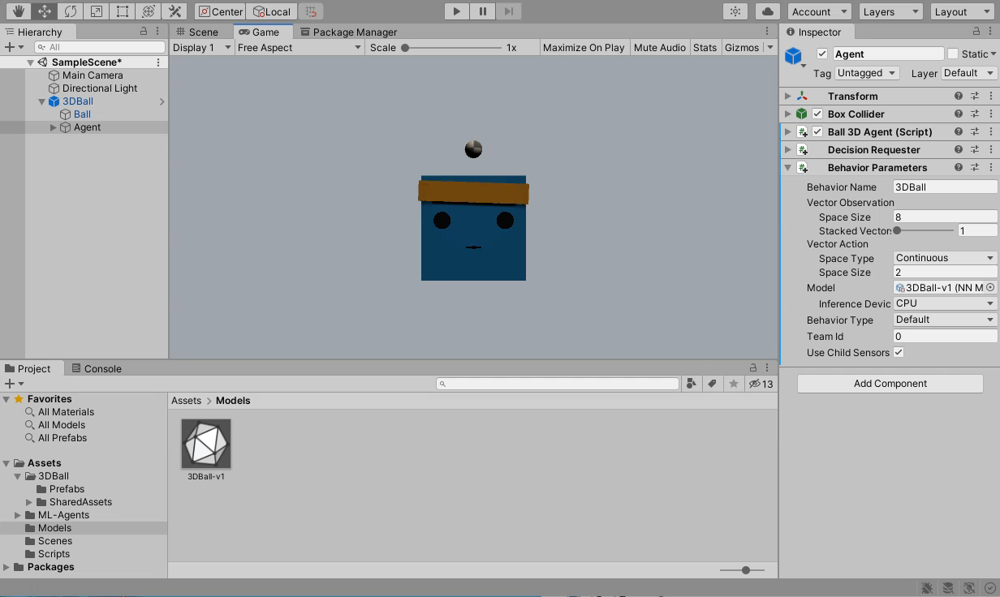 Center Local Account Layers Layout
Hierarchy
All
SampleScene*
Main Camera
Directional Light
3DBall
Ball
Agent
Scene Game Package Manager
Display 1 Free Aspect Scale 1x Maximize On Play Mute Audio Stats Gizmos
Inspector
Agent Static
Tag Untagged Layer Default
Transform
Box Collider
Ball 3D Agent (Script)
Decision Requester
Behavior Parameters
Behavior Name 3DBall
Vector Observation
Space Size 8
Stacked Vectors 1
Vector Action
Space Type Continuous
Space Size 2
Model 3DBall-v1 (NN M
Inference Devic CPU
Behavior Type Default
Team Id 0
Use Child Sensors
Add Component
Project Console
13
Favorites
All Materials
All Models
All Prefabs
Assets
3DBall
Prefabs
SharedAssets
ML-Agents
Models
Scenes
Scripts
Packages
Assets > Models
3DBall-v1